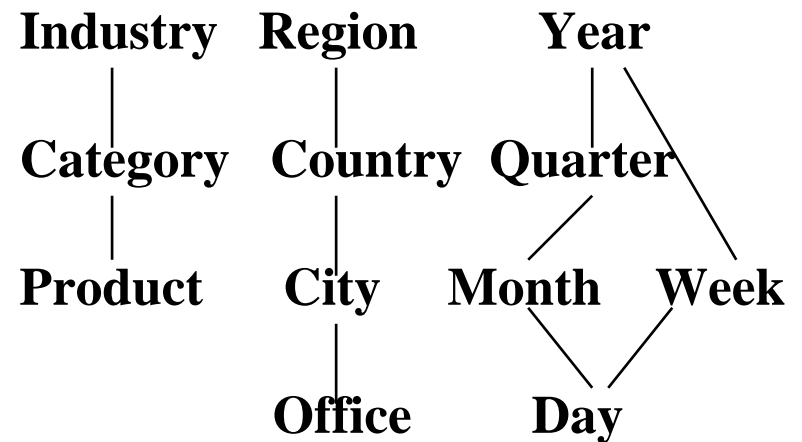 Industry Region Year
Category Country Quarter
Product City Month Week
Office Day